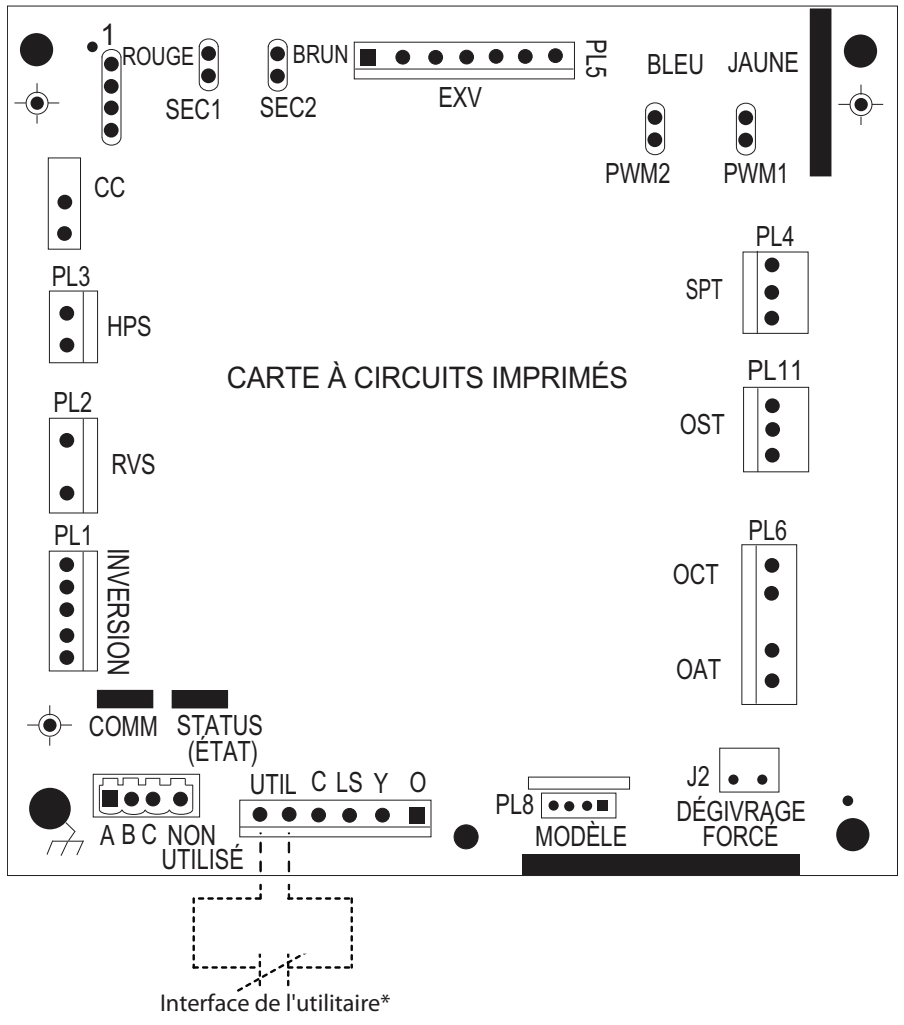 1
ROUGE
SEC1
BRUN
SEC2
EXV
PL5
BLEU
JAUNE
PWM2
PWM1
CC
PL4
SPT
PL3
HPS
CARTE À CIRCUITS IMPRIMÉS
PL11
OST
PL2
RVS
PL1
INVERSION
PL6
OCT
OAT
COMM
STATUS
(ÉTAT)
UTIL C LS Y O
A B C NON
UTILISÉ
PL8
MODÈLE
J2
DÉGIVRAGE
FORCÉ
Interface de l'utilitaire*